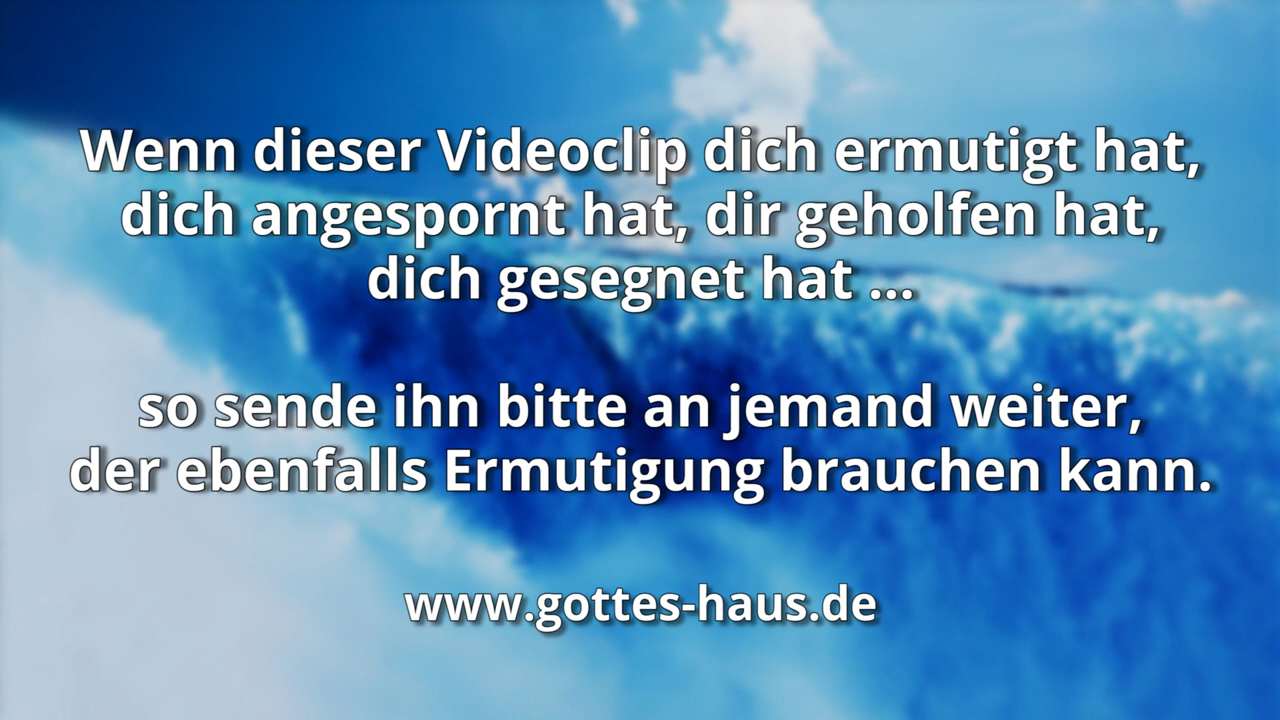 Wenn dieser Videoclip dich ermutigt hat,
dich angespornt hat, dir geholfen hat,
dich gesegnet hat ...
so sende ihn bitte an jemand weiter,
der ebenfalls Ermutigung brauchen kann.
www.gottes-haus.de